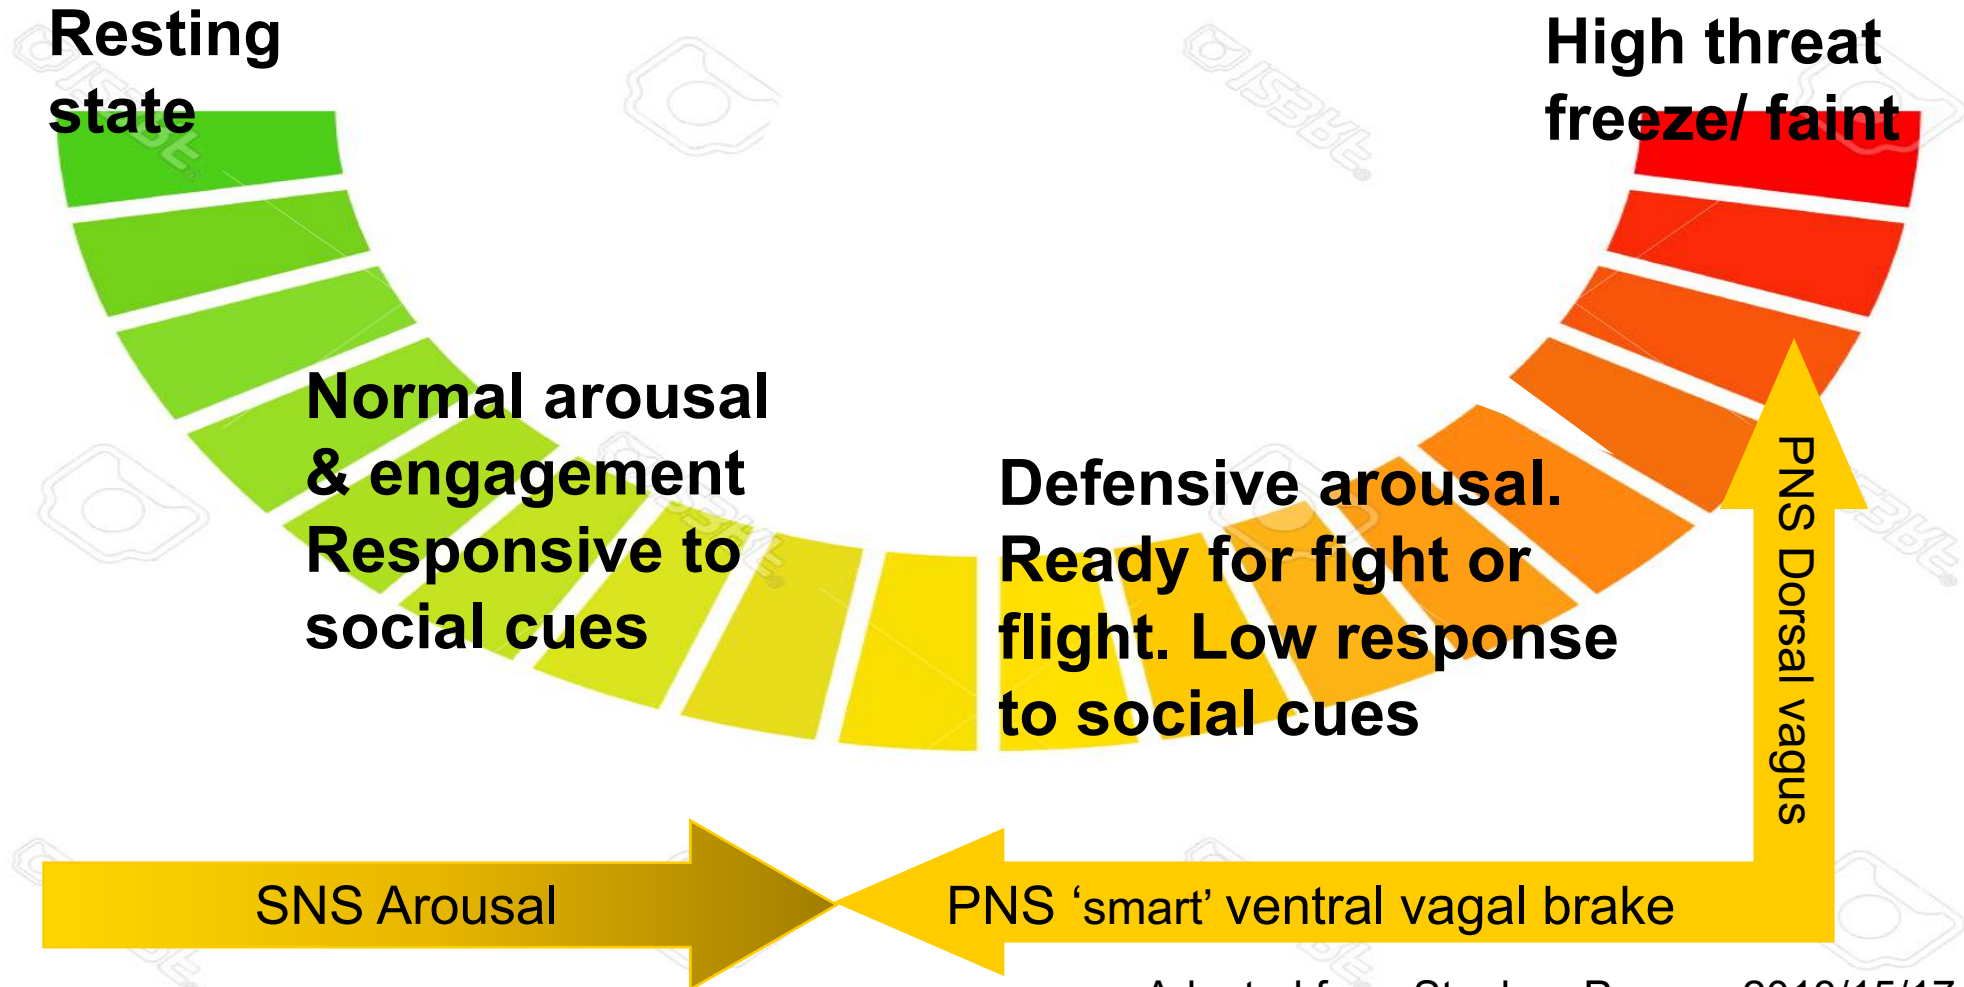 Resting
state
High threat
freeze/ faint
Normal arousal
& engagement
Responsive to
social cues
Defensive arousal.
Ready for fight or
flight. Low response
to social cues
PNS Dorsal vagus
SNS Arousal
PNS ‘smart’ ventral vagal brake
Stephen